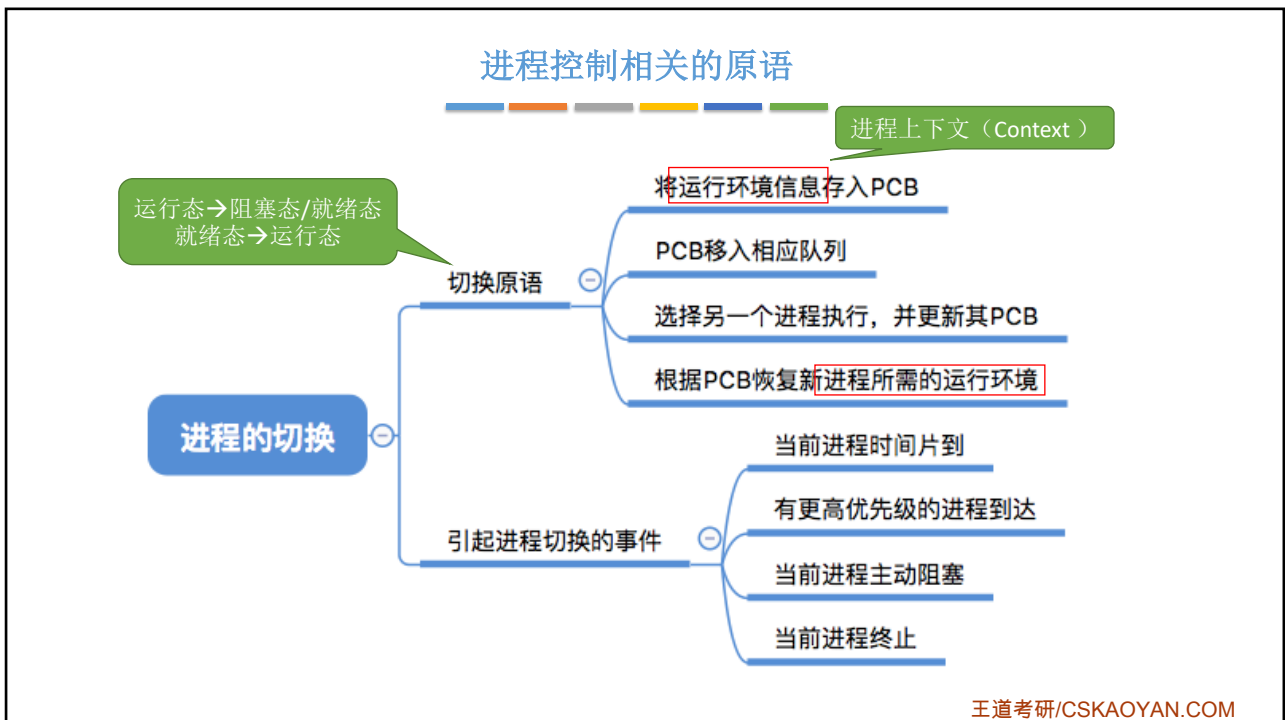 进程控制相关的原语
进程上下文（Context ）
将运行环境信息存入PCB
运行态→阻塞态/就绪态
就绪态→运行态
PCB移入相应队列
切换原语
选择另一个进程执行，并更新其PCB
根据PCB恢复新进程所需的运行环境
进程的切换
当前进程时间片到
有更高优先级的进程到达
引起进程切换的事件
当前进程主动阻塞
当前进程终止
王道考研/CSKAOYAN.COM